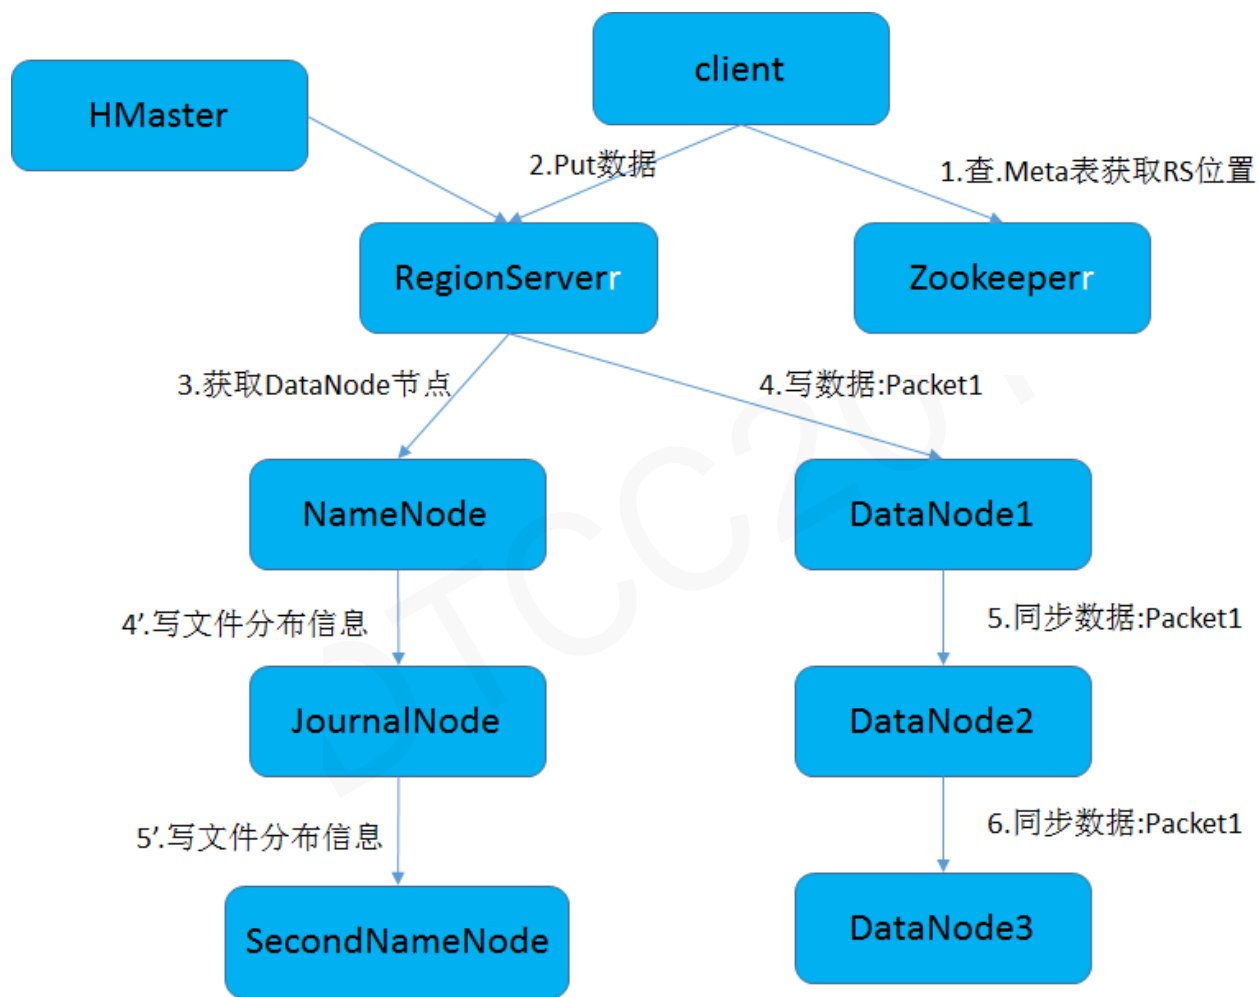 client
HMaster
2.Put数据
1.查.Meta表获取RS位置
RegionServerr
Zookeeperr
3.获取DataNode节点
4.写数据:Packet1
NameNode
DataNode1
4’.写文件分布信息
5.同步数据:Packet1
JournalNode
DataNode2
5’.写文件分布信息
6.同步数据:Packet1
SecondNameNode
DataNode3